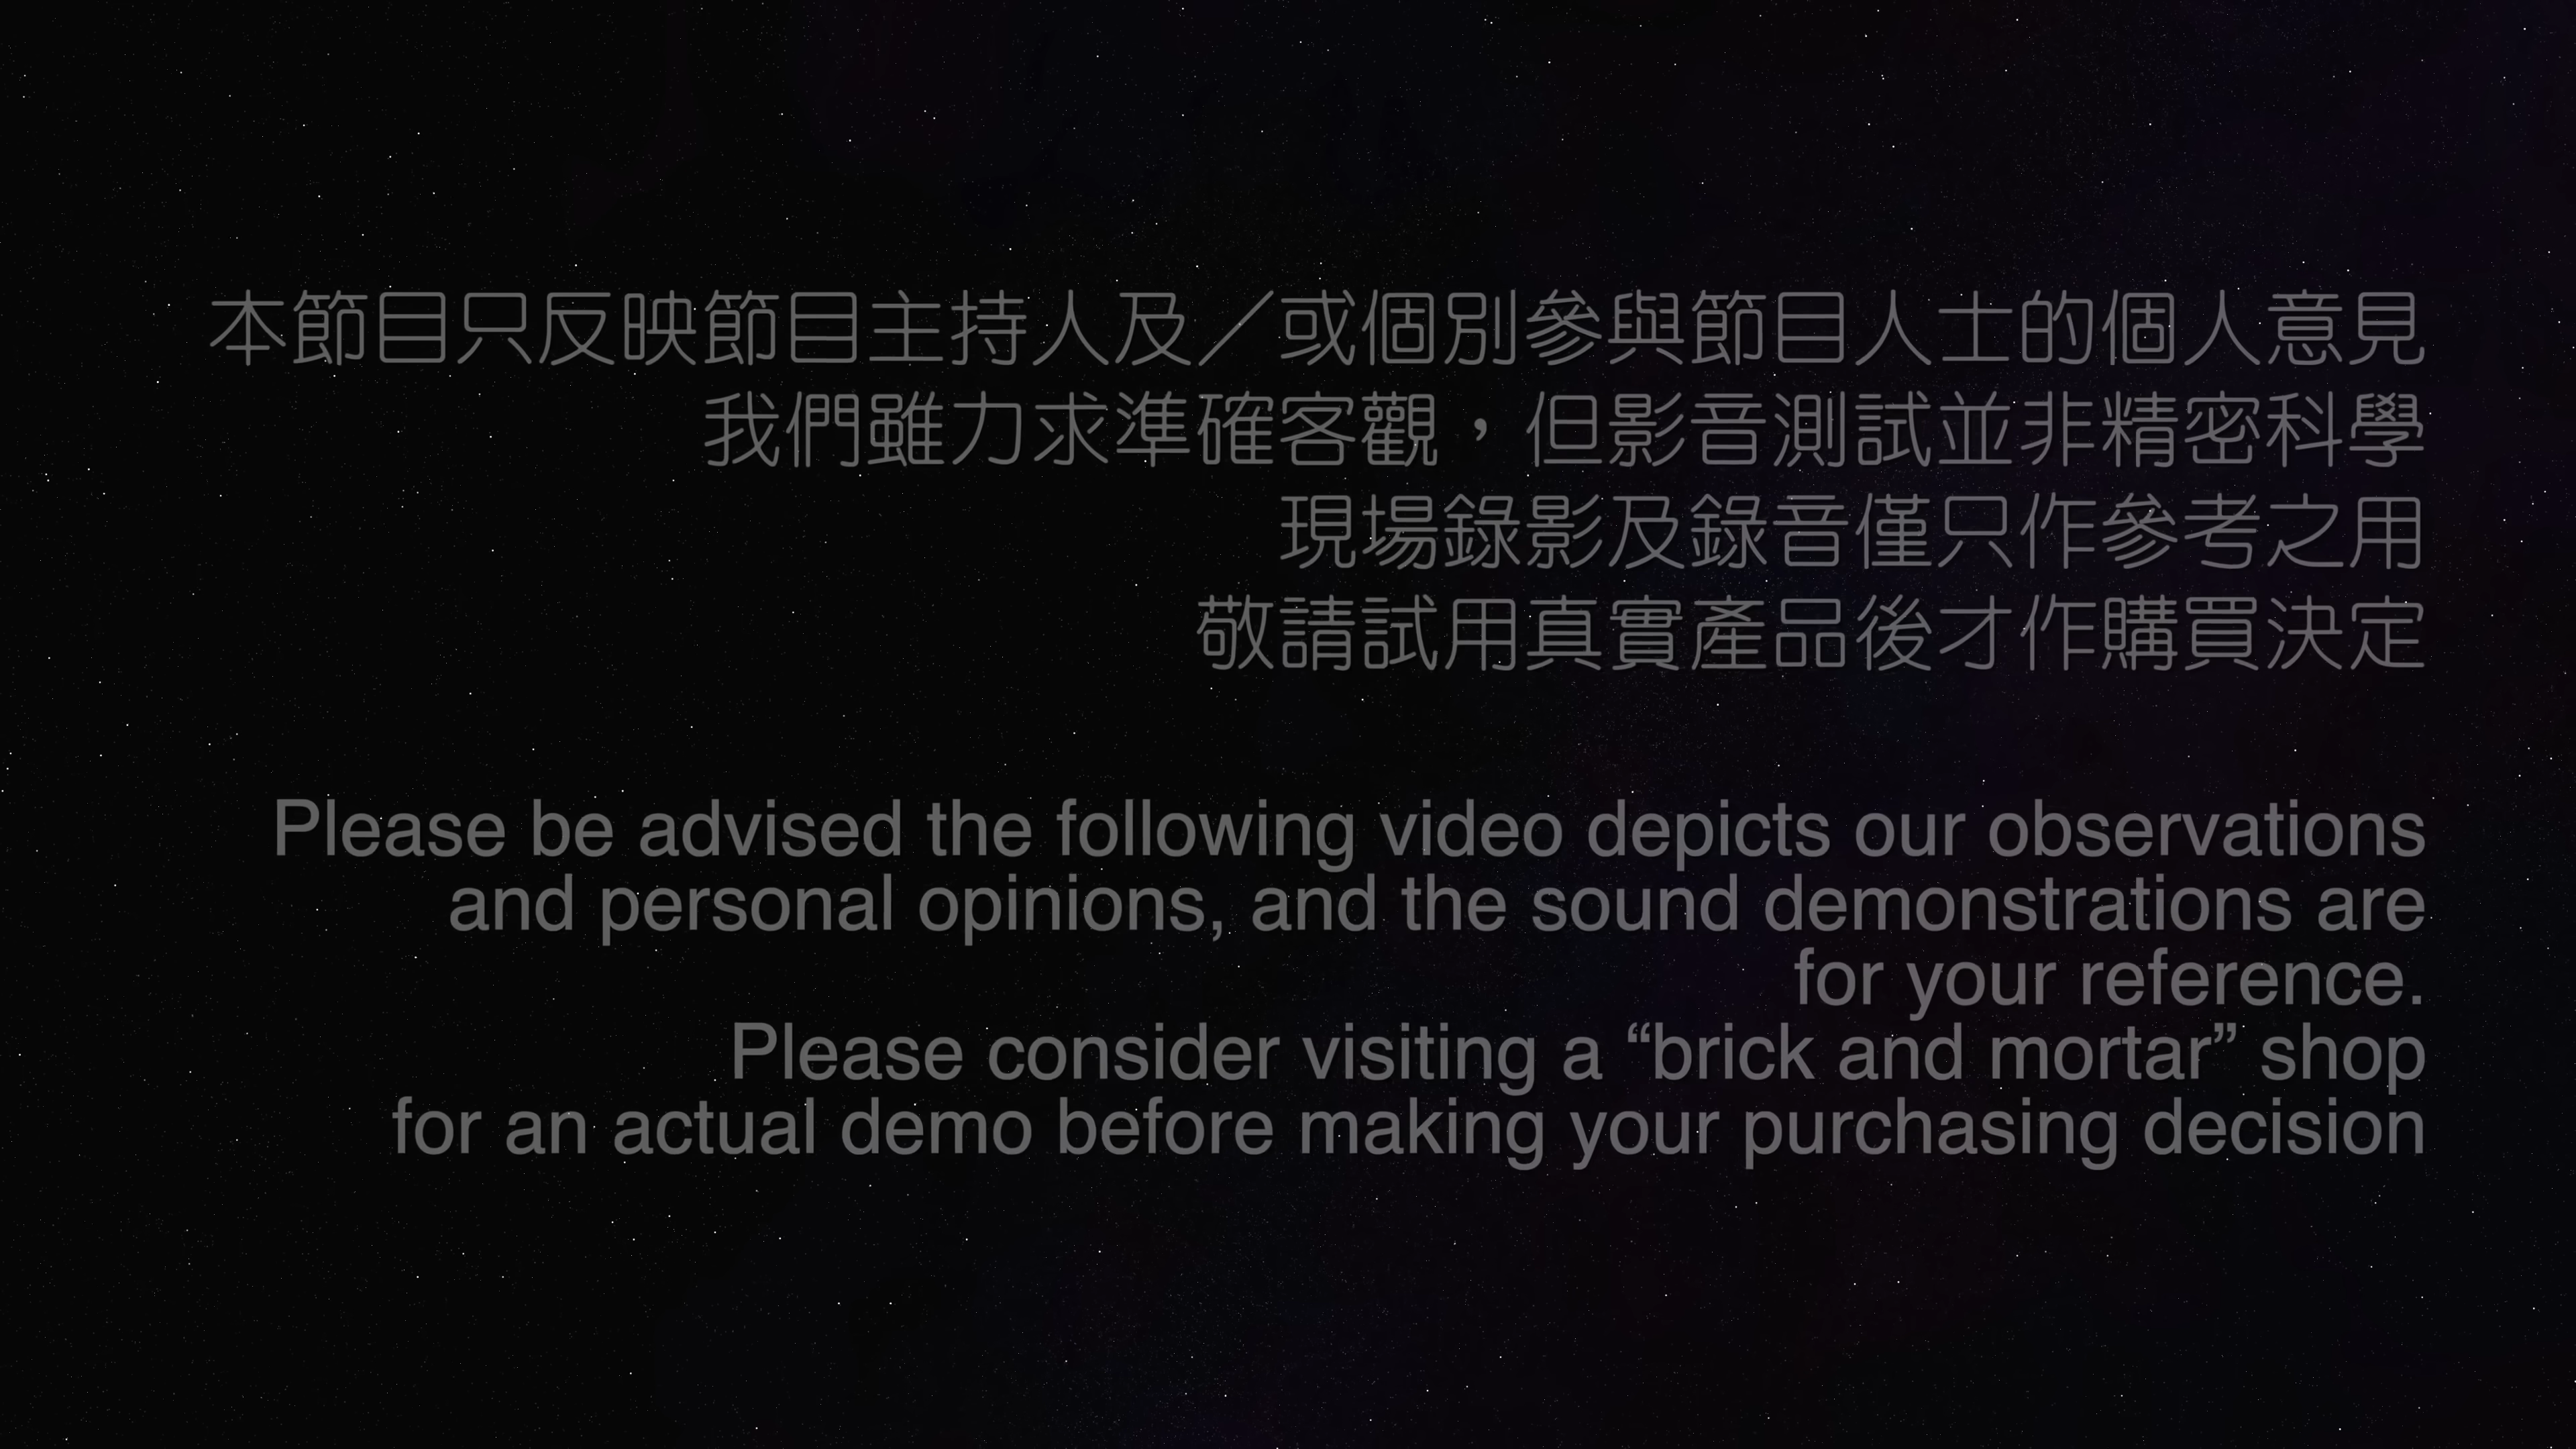 本節目只反映節目主持人及／或個別參與節目人士的個人意見
我們雖力求準確客觀，但影音測試並非精密科學
現場錄影及錄音僅只作參考之用
敬請試用真實產品後才作購買決定
Please be advised the following video depicts our observations
and personal opinions, and the sound demonstrations are
for your reference.
Please consider visiting a “brick and mortar” shop
for an actual demo before making your purchasing decision